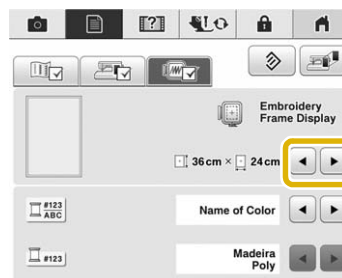 Embroidery
Frame Display
36 cm × 24 cm
#123
ABC
Name of Color
#123
Madeira
Poly